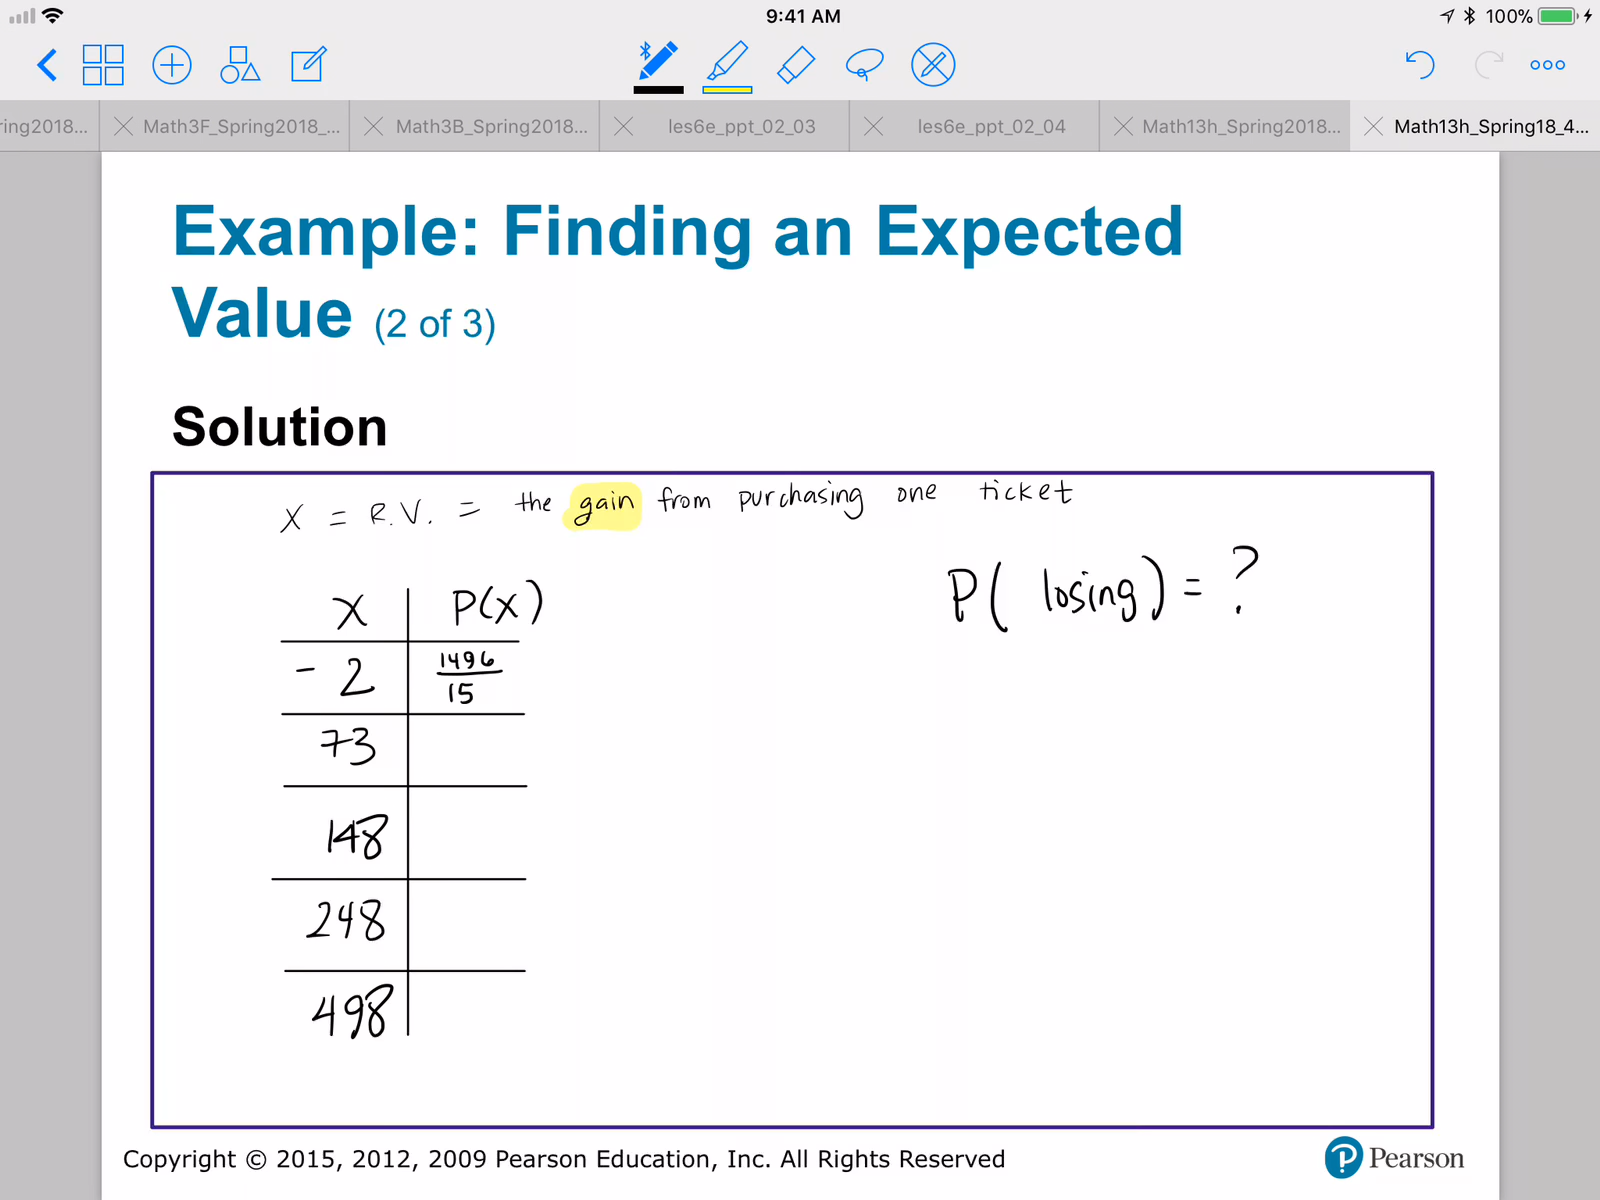 9:41 AM
100%
ring2018...
Math3F_Spring2018_...
Math3B_Spring2018...
les6e_ppt_02_03
les6e_ppt_02_04
Math13h_Spring2018...
Math13h_Spring18_4...
Example: Finding an Expected
Value (2 of 3)
Solution
X = R.V. = the gain from purchasing one ticket
P( losing ) = ?
X P(X)
- 2 1496
15
73
148
248
498
Copyright © 2015, 2012, 2009 Pearson Education, Inc. All Rights Reserved
Pearson